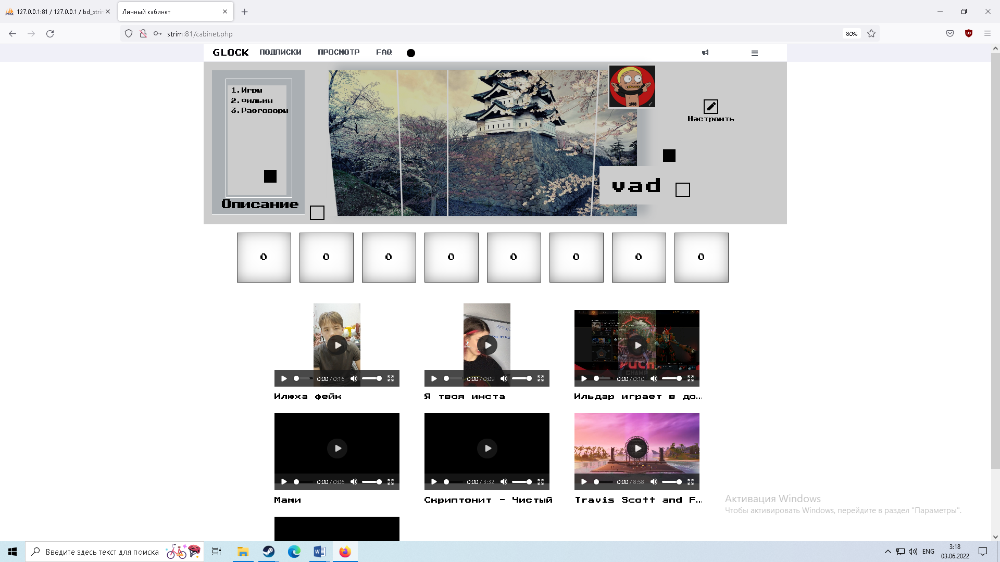 127.0.0.1:81 / 127.0.0.1 / bd_strin
Личный кабинет
strim:81/cabinet.php
80%
GLOCK ПОДПИСКИ ПРОСМОТР FAQ
1.Игры
2.Фильмы
3.Разговоры
Описание
Настроить
vad
0 0 0 0 0 0 0 0
0:00 / 0:16 0:00 / 0:09 0:00 / 0:10
Илюха фейк Я твоя инста Ильдар играет в до...
0:00 / 0:06 0:00 / 3:32 0:00 / 8:58
Мами Скриптонит - Чистый Travis Scott and F...
Активация Windows
Чтобы активировать Windows, перейдите в раздел "Параметры".
Введите здесь текст для поиска
ENG
3:18
03.06.2022